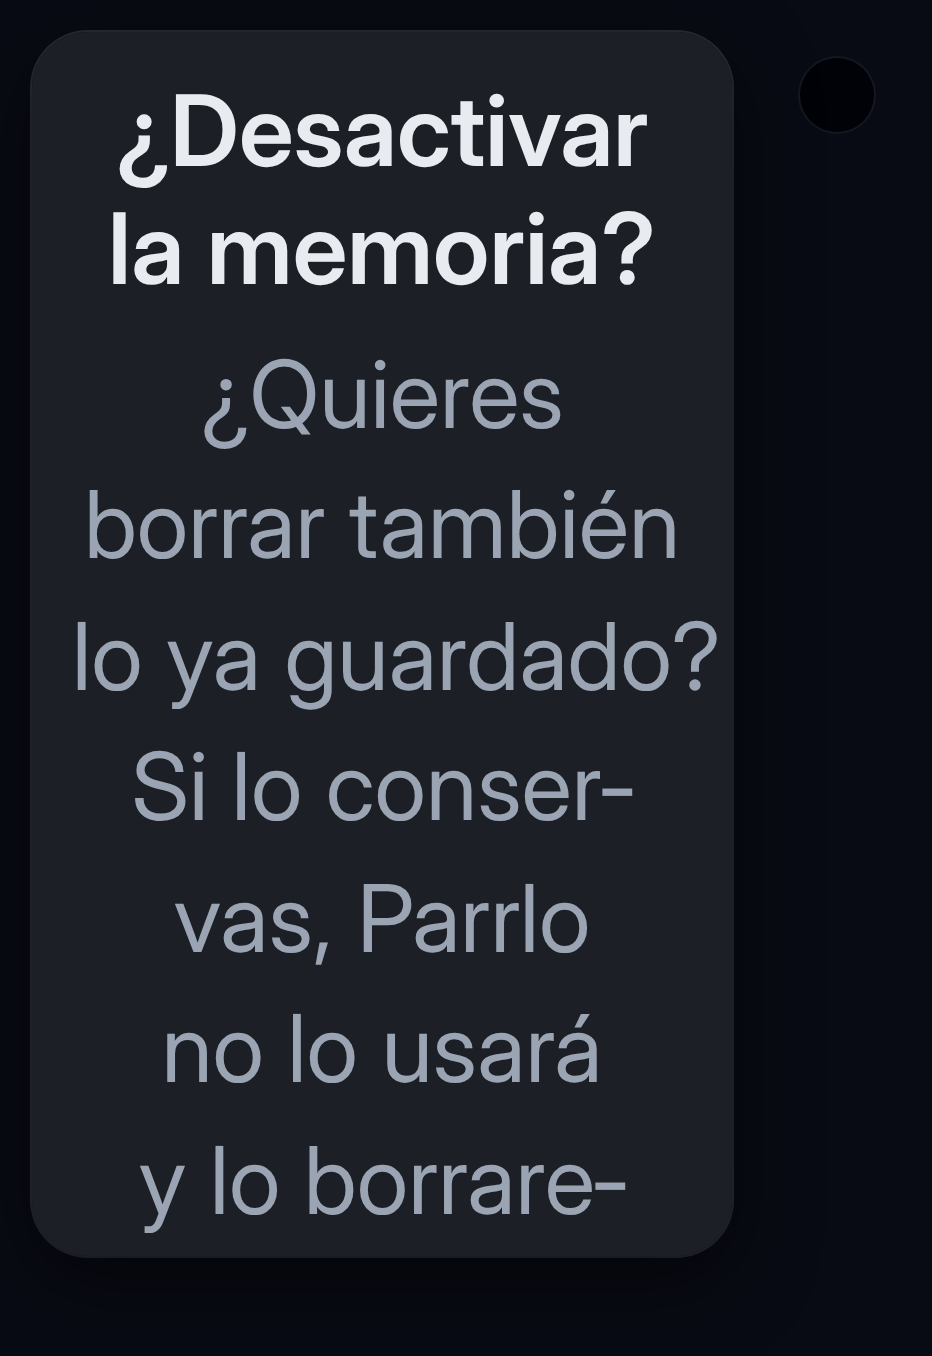 ¿Desactivar
la memoria?
¿Quieres
borrar también
lo ya guardado?
Si lo conser-
vas, Parrlo
no lo usará
y lo borrare-